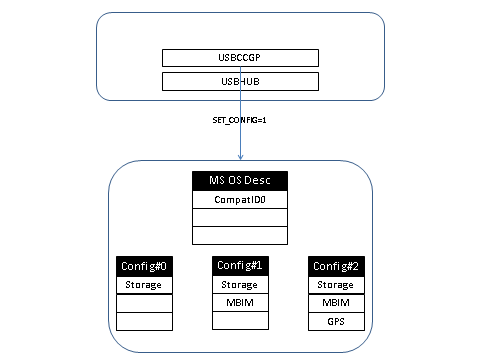 USBCCGP
USBHUB
SET_CONFIG=1
MS OS Desc
CompatID0
Config#0
Storage
Config#1
Storage
MBIM
Config#2
Storage
MBIM
GPS